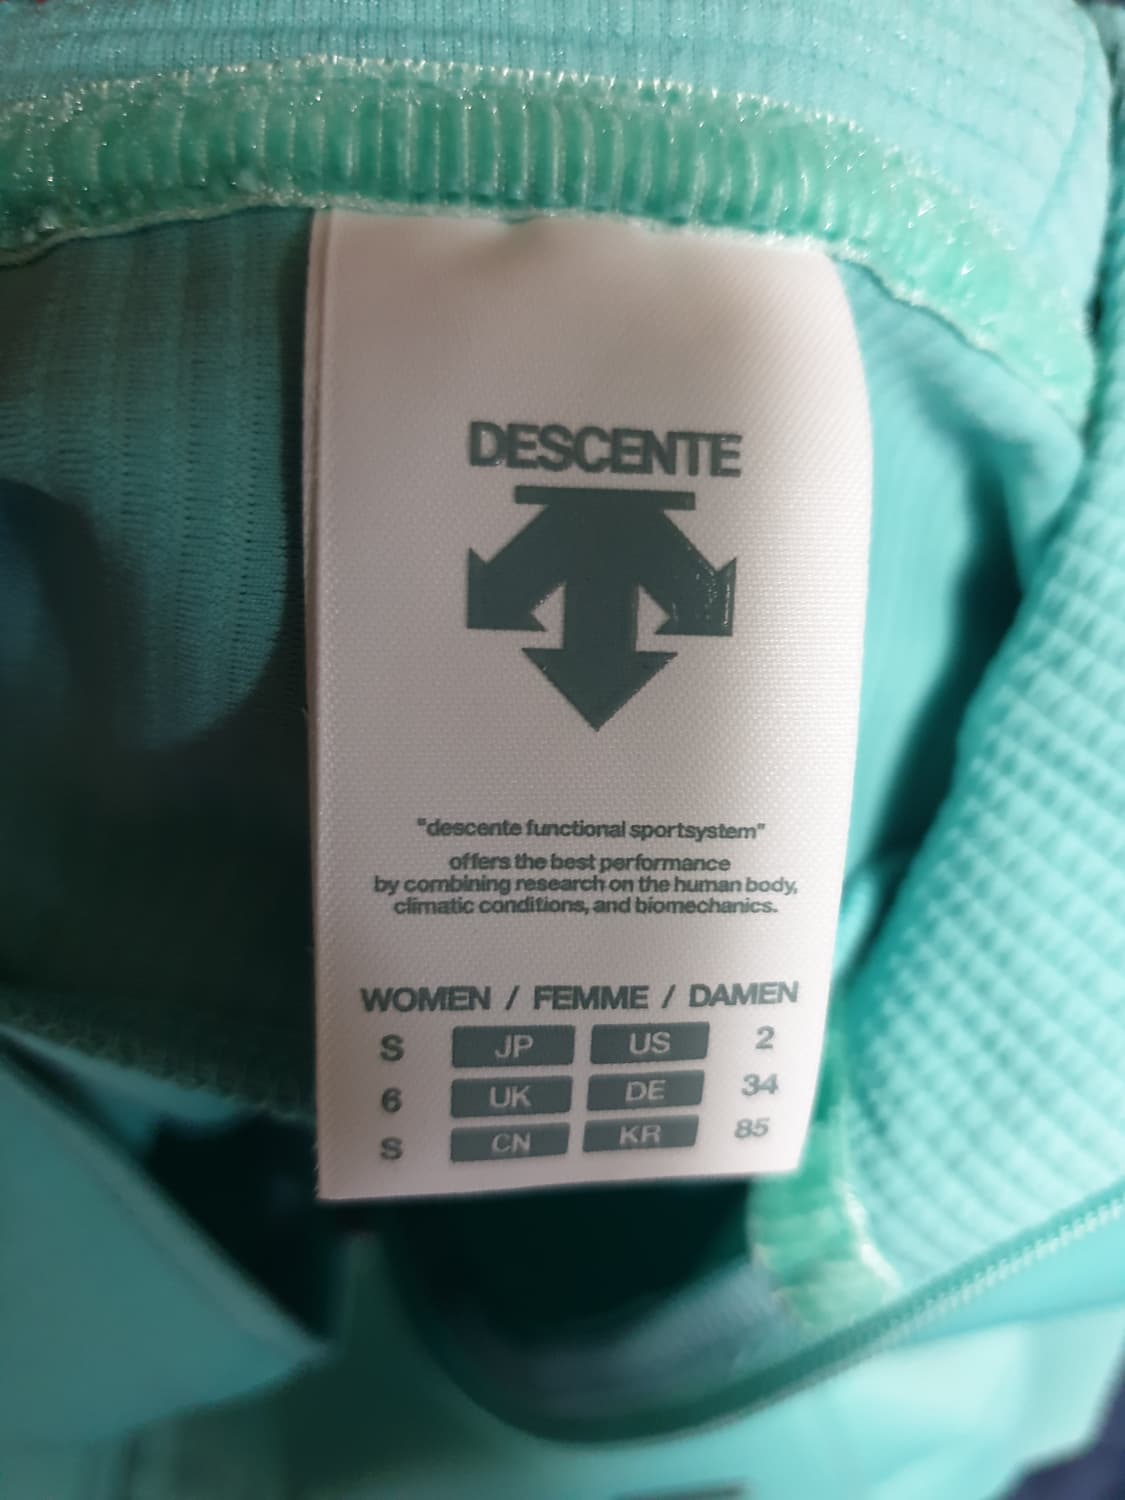 DESCENTE
"descente functional sportsystem"
offers the best performance
by combining research on the human body,
climatic conditions, and biomechanics.
WOMEN / FEMME / DAMEN
S JP US 2
6 UK DE 34
S CN KR 85